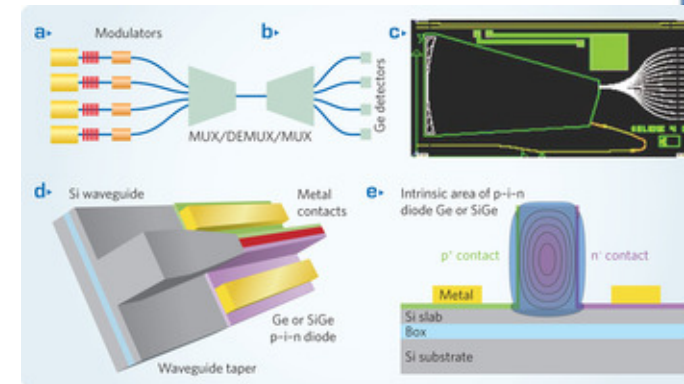 a▸
Modulators
b▸
Ge detectors
MUX/DEMUX/MUX
c▸
d▸
Si waveguide
Metal
contacts
Ge or SiGe
p–i–n diode
Waveguide taper
e▸
Intrinsic area of p–i–n
diode Ge or SiGe
p⁺ contact
n⁻ contact
Metal
Si slab
Box
Si substrate